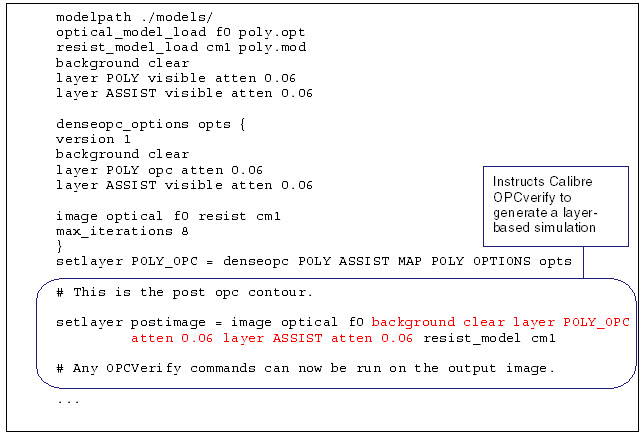 modelpath ./models/
optical_model_load f0 poly.opt
resist_model_load cm1 poly.mod
background clear
layer POLY visible atten 0.06
layer ASSIST visible atten 0.06
denseopc_options opts {
version 1
background clear
layer POLY opc atten 0.06
layer ASSIST visible atten 0.06
image optical f0 resist cm1
max_iterations 8
}
setlayer POLY_OPC = denseopc POLY ASSIST MAP POLY OPTIONS opts
Instructs Calibre
OPCverify to
generate a layer-
based simulation
# This is the post opc contour.
setlayer postimage = image optical f0 background clear layer POLY_OPC
atten 0.06 layer ASSIST atten 0.06 resist_model cm1
# Any OPCVerify commands can now be run on the output image.
...